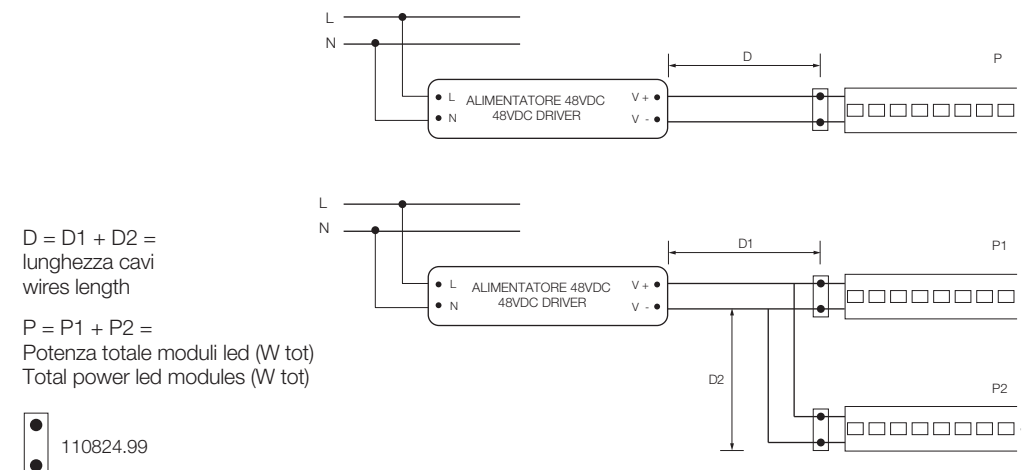 L
N
D
P
L ALIMENTATORE 48VDC V +
N 48VDC DRIVER V -
L
N
D = D1 + D2 =
lunghezza cavi
wires length
P = P1 + P2 =
Potenza totale moduli led (W tot)
Total power led modules (W tot)
110824.99
D1
P1
L ALIMENTATORE 48VDC V +
N 48VDC DRIVER V -
D2
P2